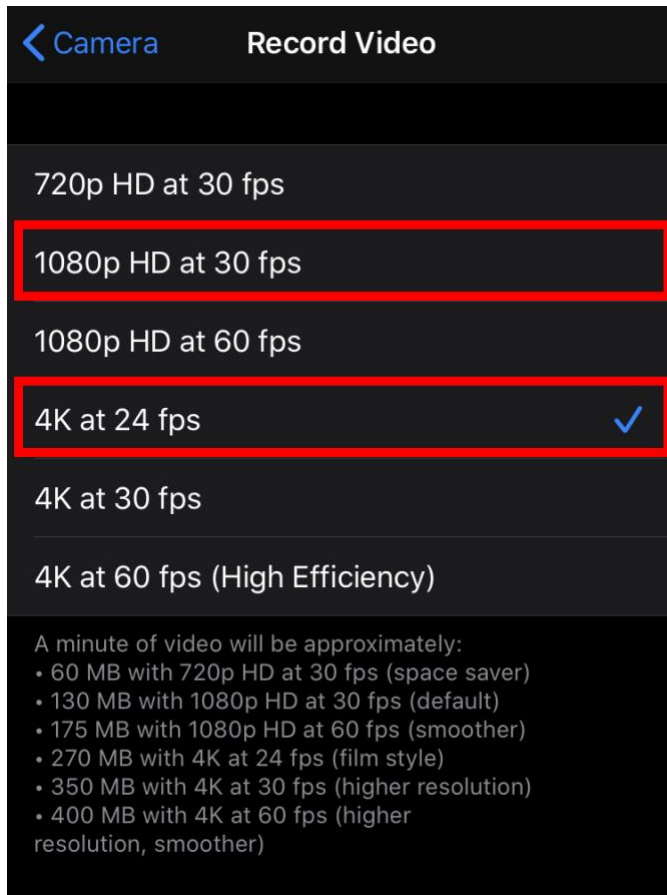 Camera
Record Video
720p HD at 30 fps
1080p HD at 30 fps
1080p HD at 60 fps
4K at 24 fps
4K at 30 fps
4K at 60 fps (High Efficiency)
A minute of video will be approximately:
• 60 MB with 720p HD at 30 fps (space saver)
• 130 MB with 1080p HD at 30 fps (default)
• 175 MB with 1080p HD at 60 fps (smoother)
• 270 MB with 4K at 24 fps (film style)
• 350 MB with 4K at 30 fps (higher resolution)
• 400 MB with 4K at 60 fps (higher
resolution, smoother)